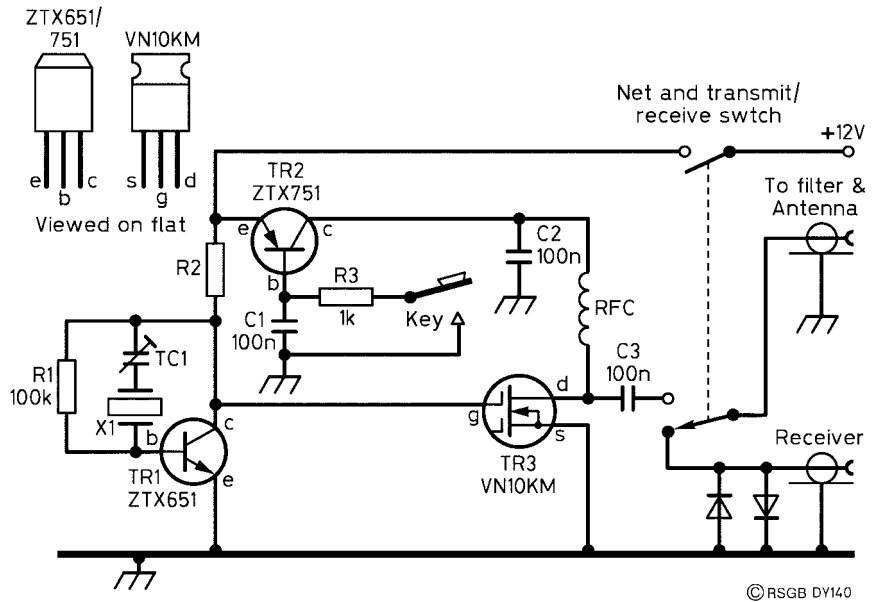 ZTX651/
751
VN10KM
e
b
c
s
g
d
Viewed on flat
Net and transmit/
receive swtch
+12V
TR2
ZTX751
e
c
b
To filter &
Antenna
R2
C2
100n
R3
1k
Key
RFC
C1
100n
R1
100k
TC1
X1
C3
100n
d
g
s
c
b
e
TR1
ZTX651
TR3
VN10KM
Receiver
©RSGB DY140